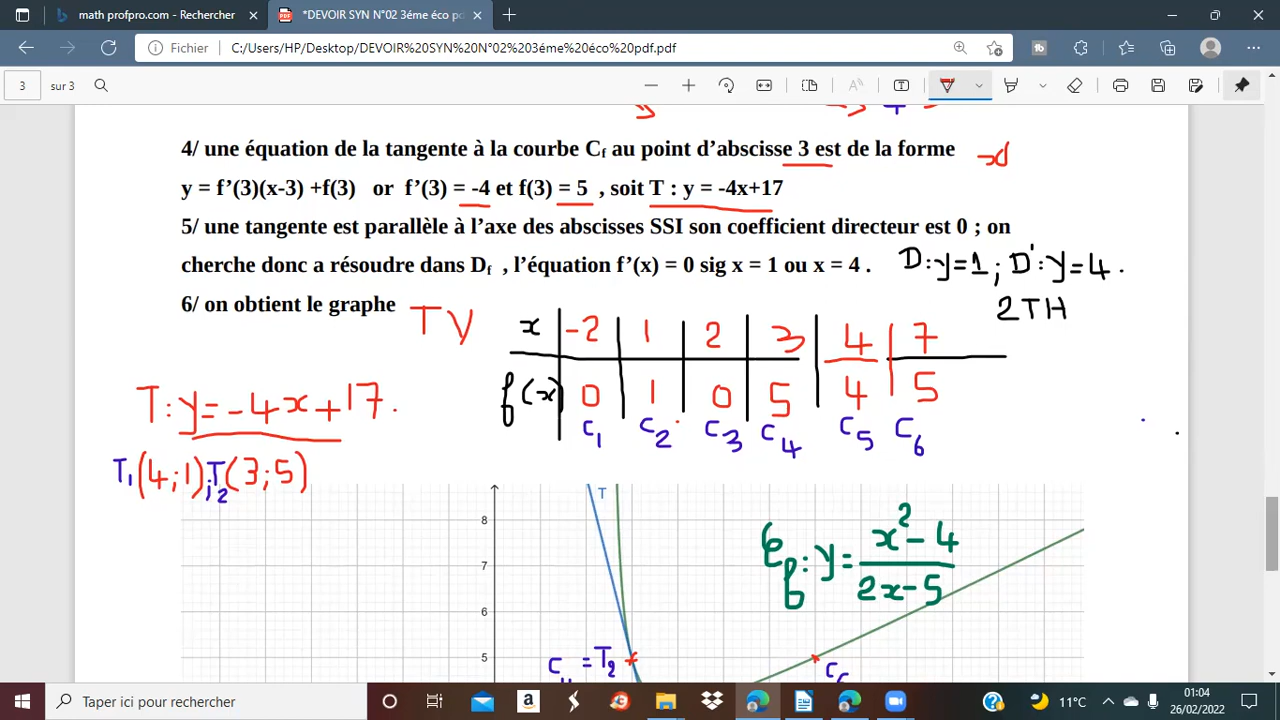 math profpro.com - Rechercher
*DEVOIR SYN N°02 3éme éco pd
Fichier
C:/Users/HP/Desktop/DEVOIR%20SYN%20N°02%203éme%20éco%20pdf.pdf
3 sur 3
4/ une équation de la tangente à la courbe Cf au point d’abscisse 3 est de la forme
y = f’(3)(x-3) +f(3) or f’(3) = -4 et f(3) = 5 , soit T : y = -4x+17
5/ une tangente est parallèle à l’axe des abscisses SSI son coefficient directeur est 0 ; on
cherche donc a résoudre dans Df , l’équation f’(x) = 0 sig x = 1 ou x = 4 .
D:y=1; D':y=4.
2TH
6/ on obtient le graphe
TV
x -2 1 2 3 4 7
f(x) 0 1 0 5 4 5
C1 C2 C3 C4 C5 C6
T: y=-4x+17.
T1(4;1);T2(3;5)
T
8
7
6
5
Cf: y = x²-4 / 2x-5
C4 = T2
C6
Taper ici pour rechercher
11°C
01:04
26/02/2022